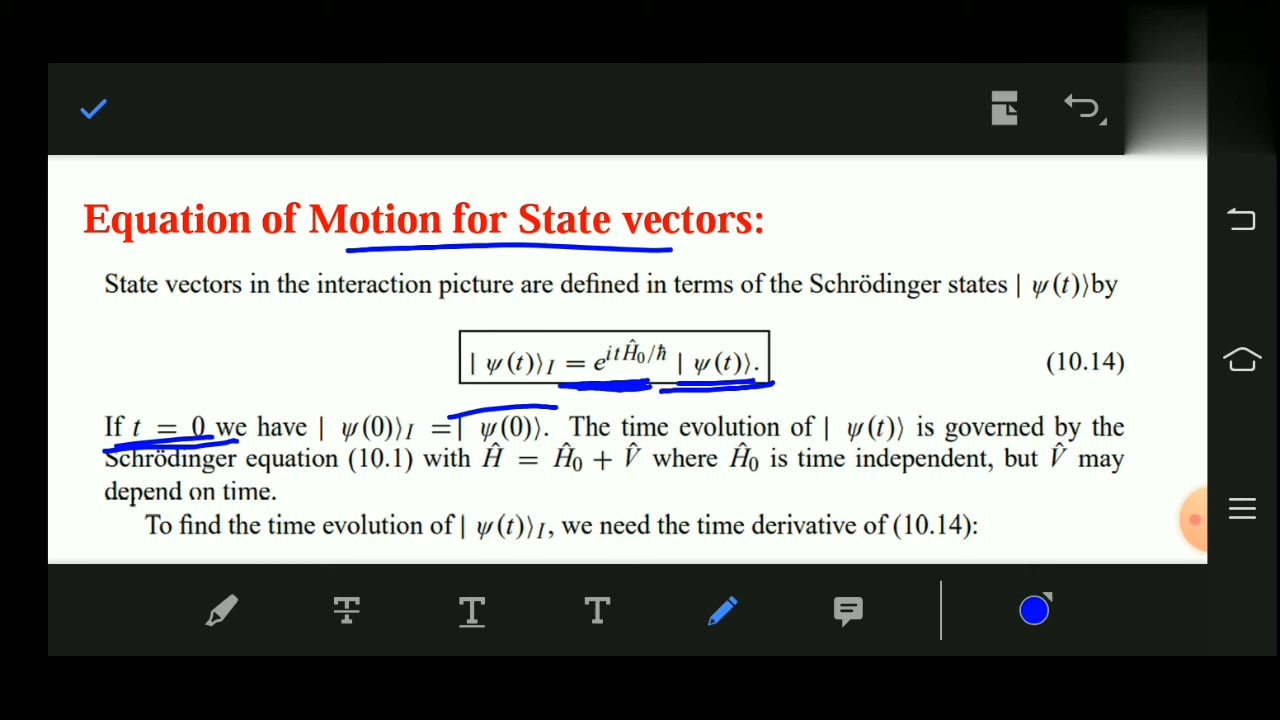 Equation of Motion for State vectors:
State vectors in the interaction picture are defined in terms of the Schrödinger states | ψ(t)⟩by
| ψ(t)⟩_I = e^{itĤ₀/ħ} | ψ(t)⟩. (10.14)
If t = 0 we have | ψ(0)⟩_I =| ψ(0)⟩. The time evolution of | ψ(t)⟩ is governed by the
Schrödinger equation (10.1) with Ĥ = Ĥ₀ + V̂ where Ĥ₀ is time independent, but V̂ may
depend on time.
To find the time evolution of | ψ(t)⟩_I, we need the time derivative of (10.14):